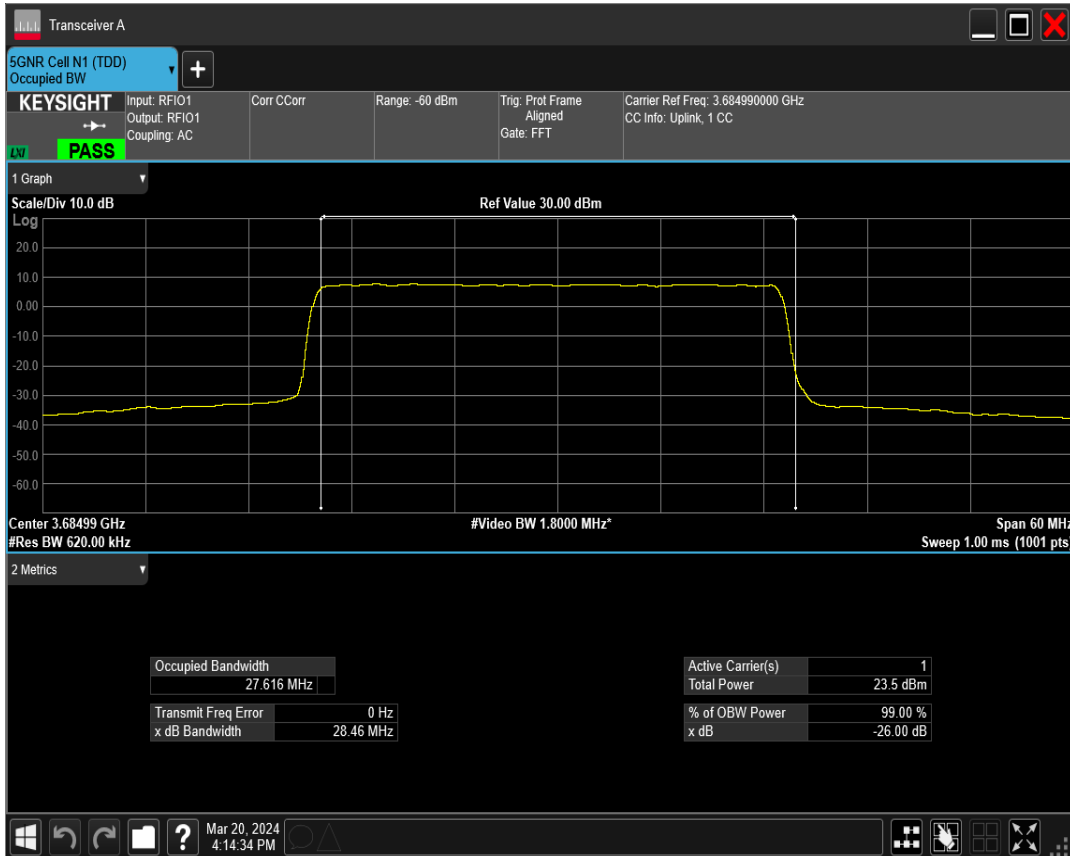 Transceiver A
5GNR Cell N1 (TDD)
Occupied BW
+
KEYSIGHT
LXI
PASS
Input: RFIO1
Output: RFIO1
Coupling: AC
Corr CCorr
Range: -60 dBm
Trig: Prot Frame
Aligned
Gate: FFT
Carrier Ref Freq: 3.684990000 GHz
CC Info: Uplink, 1 CC
1 Graph
Scale/Div 10.0 dB
Ref Value 30.00 dBm
Log
20.0
10.0
0.00
-10.0
-20.0
-30.0
-40.0
-50.0
-60.0
Center 3.68499 GHz
#Video BW 1.8000 MHz*
Span 60 MHz
#Res BW 620.00 kHz
Sweep 1.00 ms (1001 pts)
2 Metrics
Occupied Bandwidth
27.616 MHz
Transmit Freq Error 0 Hz
x dB Bandwidth 28.46 MHz
Active Carrier(s) 1
Total Power 23.5 dBm
% of OBW Power 99.00 %
x dB -26.00 dB
?
Mar 20, 2024
4:14:34 PM